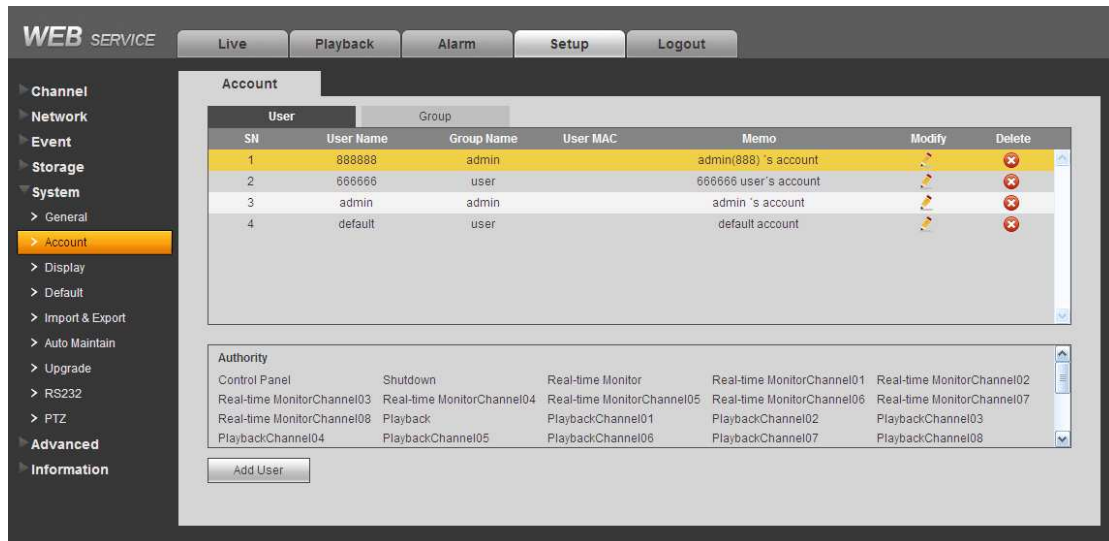 WEB SERVICE
Live Playback Alarm Setup Logout
Channel
Network
Event
Storage
System
> General
> Account
> Display
> Default
> Import & Export
> Auto Maintain
> Upgrade
> RS232
> PTZ
Advanced
Information
Account
User Group
SN User Name Group Name User MAC Memo Modify Delete
1 888888 admin admin(888) 's account
2 666666 user 666666 user's account
3 admin admin admin 's account
4 default user default account
Authority
Control Panel Shutdown Real-time Monitor Real-time MonitorChannel01 Real-time MonitorChannel02
Real-time MonitorChannel03 Real-time MonitorChannel04 Real-time MonitorChannel05 Real-time MonitorChannel06 Real-time MonitorChannel07
Real-time MonitorChannel08 Playback PlaybackChannel01 PlaybackChannel02 PlaybackChannel03
PlaybackChannel04 PlaybackChannel05 PlaybackChannel06 PlaybackChannel07 PlaybackChannel08
Add User